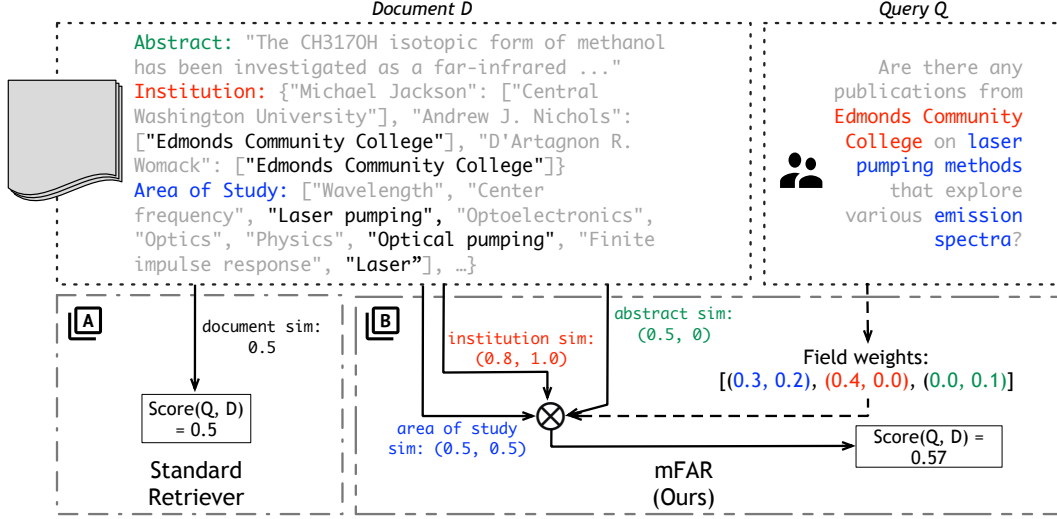 Document D
Abstract: "The CH317OH isotopic form of methanol
has been investigated as a far-infrared ..."
Institution: {"Michael Jackson": ["Central
Washington University"], "Andrew J. Nichols":
["Edmonds Community College"], "D'Artagnon R.
Womack": ["Edmonds Community College"]}
Area of Study: ["Wavelength", "Center
frequency", "Laser pumping", "Optoelectronics",
"Optics", "Physics", "Optical pumping", "Finite
impulse response", "Laser”], …}
Query Q
Are there any
publications from
Edmonds Community
College on laser
pumping methods
that explore
various emission
spectra?
A
document sim:
0.5
Score(Q, D)
= 0.5
Standard
Retriever
B
institution sim:
(0.8, 1.0)
abstract sim:
(0.5, 0)
area of study
sim: (0.5, 0.5)
Field weights:
[(0.3, 0.2), (0.4, 0.0), (0.0, 0.1)]
Score(Q, D) =
0.57
mFAR
(Ours)